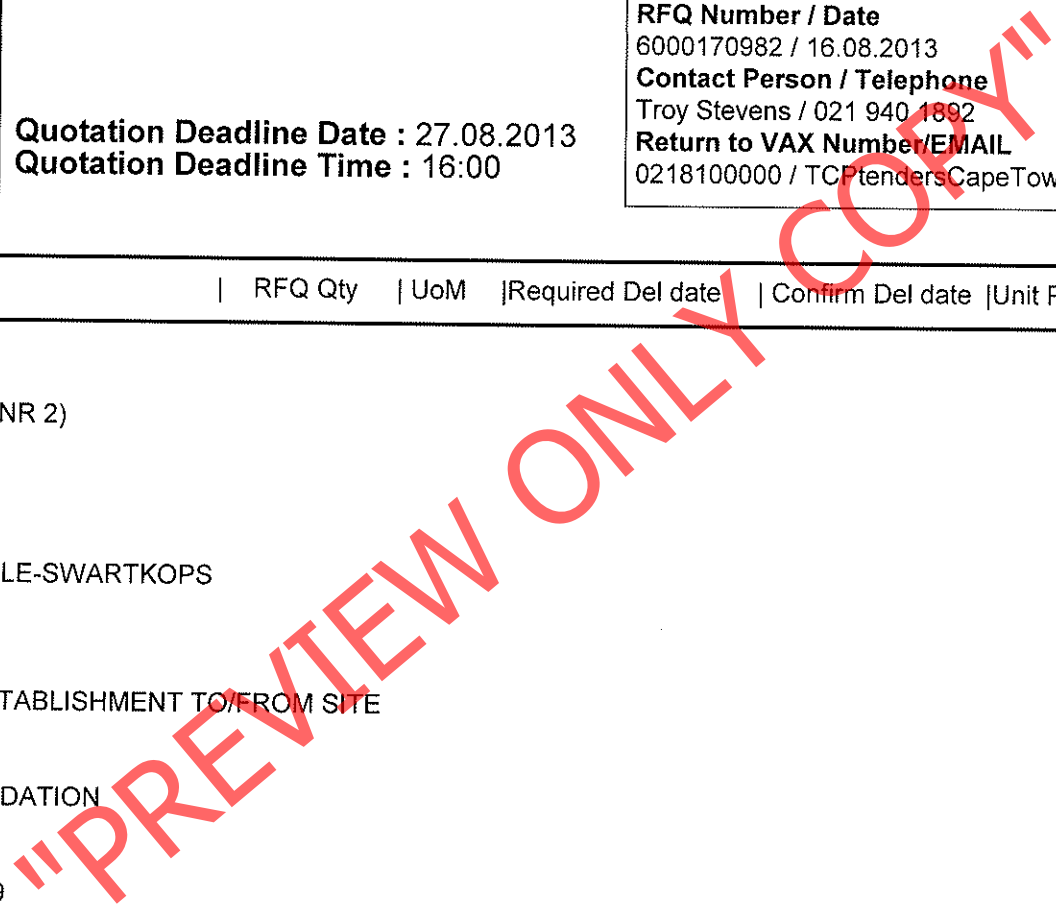 RFQ Number / Date
6000170982 / 16.08.2013
Contact Person / Telephone
Troy Stevens / 021 940 1892
Quotation Deadline Date : 27.08.2013
Return to VAX Number/EMAIL
Quotation Deadline Time : 16:00
0218100000 / TCPtendersCapeTow
| RFQ Qty | UoM |Required Del date | Confirm Del date |Unit
NR 2)
LE-SWARTKOPS
TABLISHMENT TO/FROM SITE
DATION
"PREVIEW ONLY COPY"